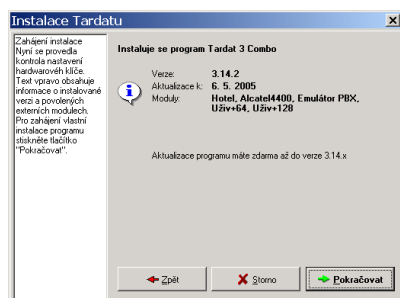 Instalace Tardatu
Zahájení instalace
Nyní se provedla
kontrola nastavení
hardwarovéh klíče.
Text vpravo obsahuje
informace o instalované
verzi a povolených
externích modulech.
Pro zahájení vlastní
instalace programu
stiskněte tlačítko
"Pokračovat".
Instaluje se program Tardat 3 Combo
Verze: 3.14.2
Aktualizace k: 6. 5. 2005
Moduly: Hotel, Alcatel4400, Emulátor PBX,
Uživ+64, Uživ+128
Aktualizace programu máte zdarma až do verze 3.14.x
Zpět
Storno
Pokračovat